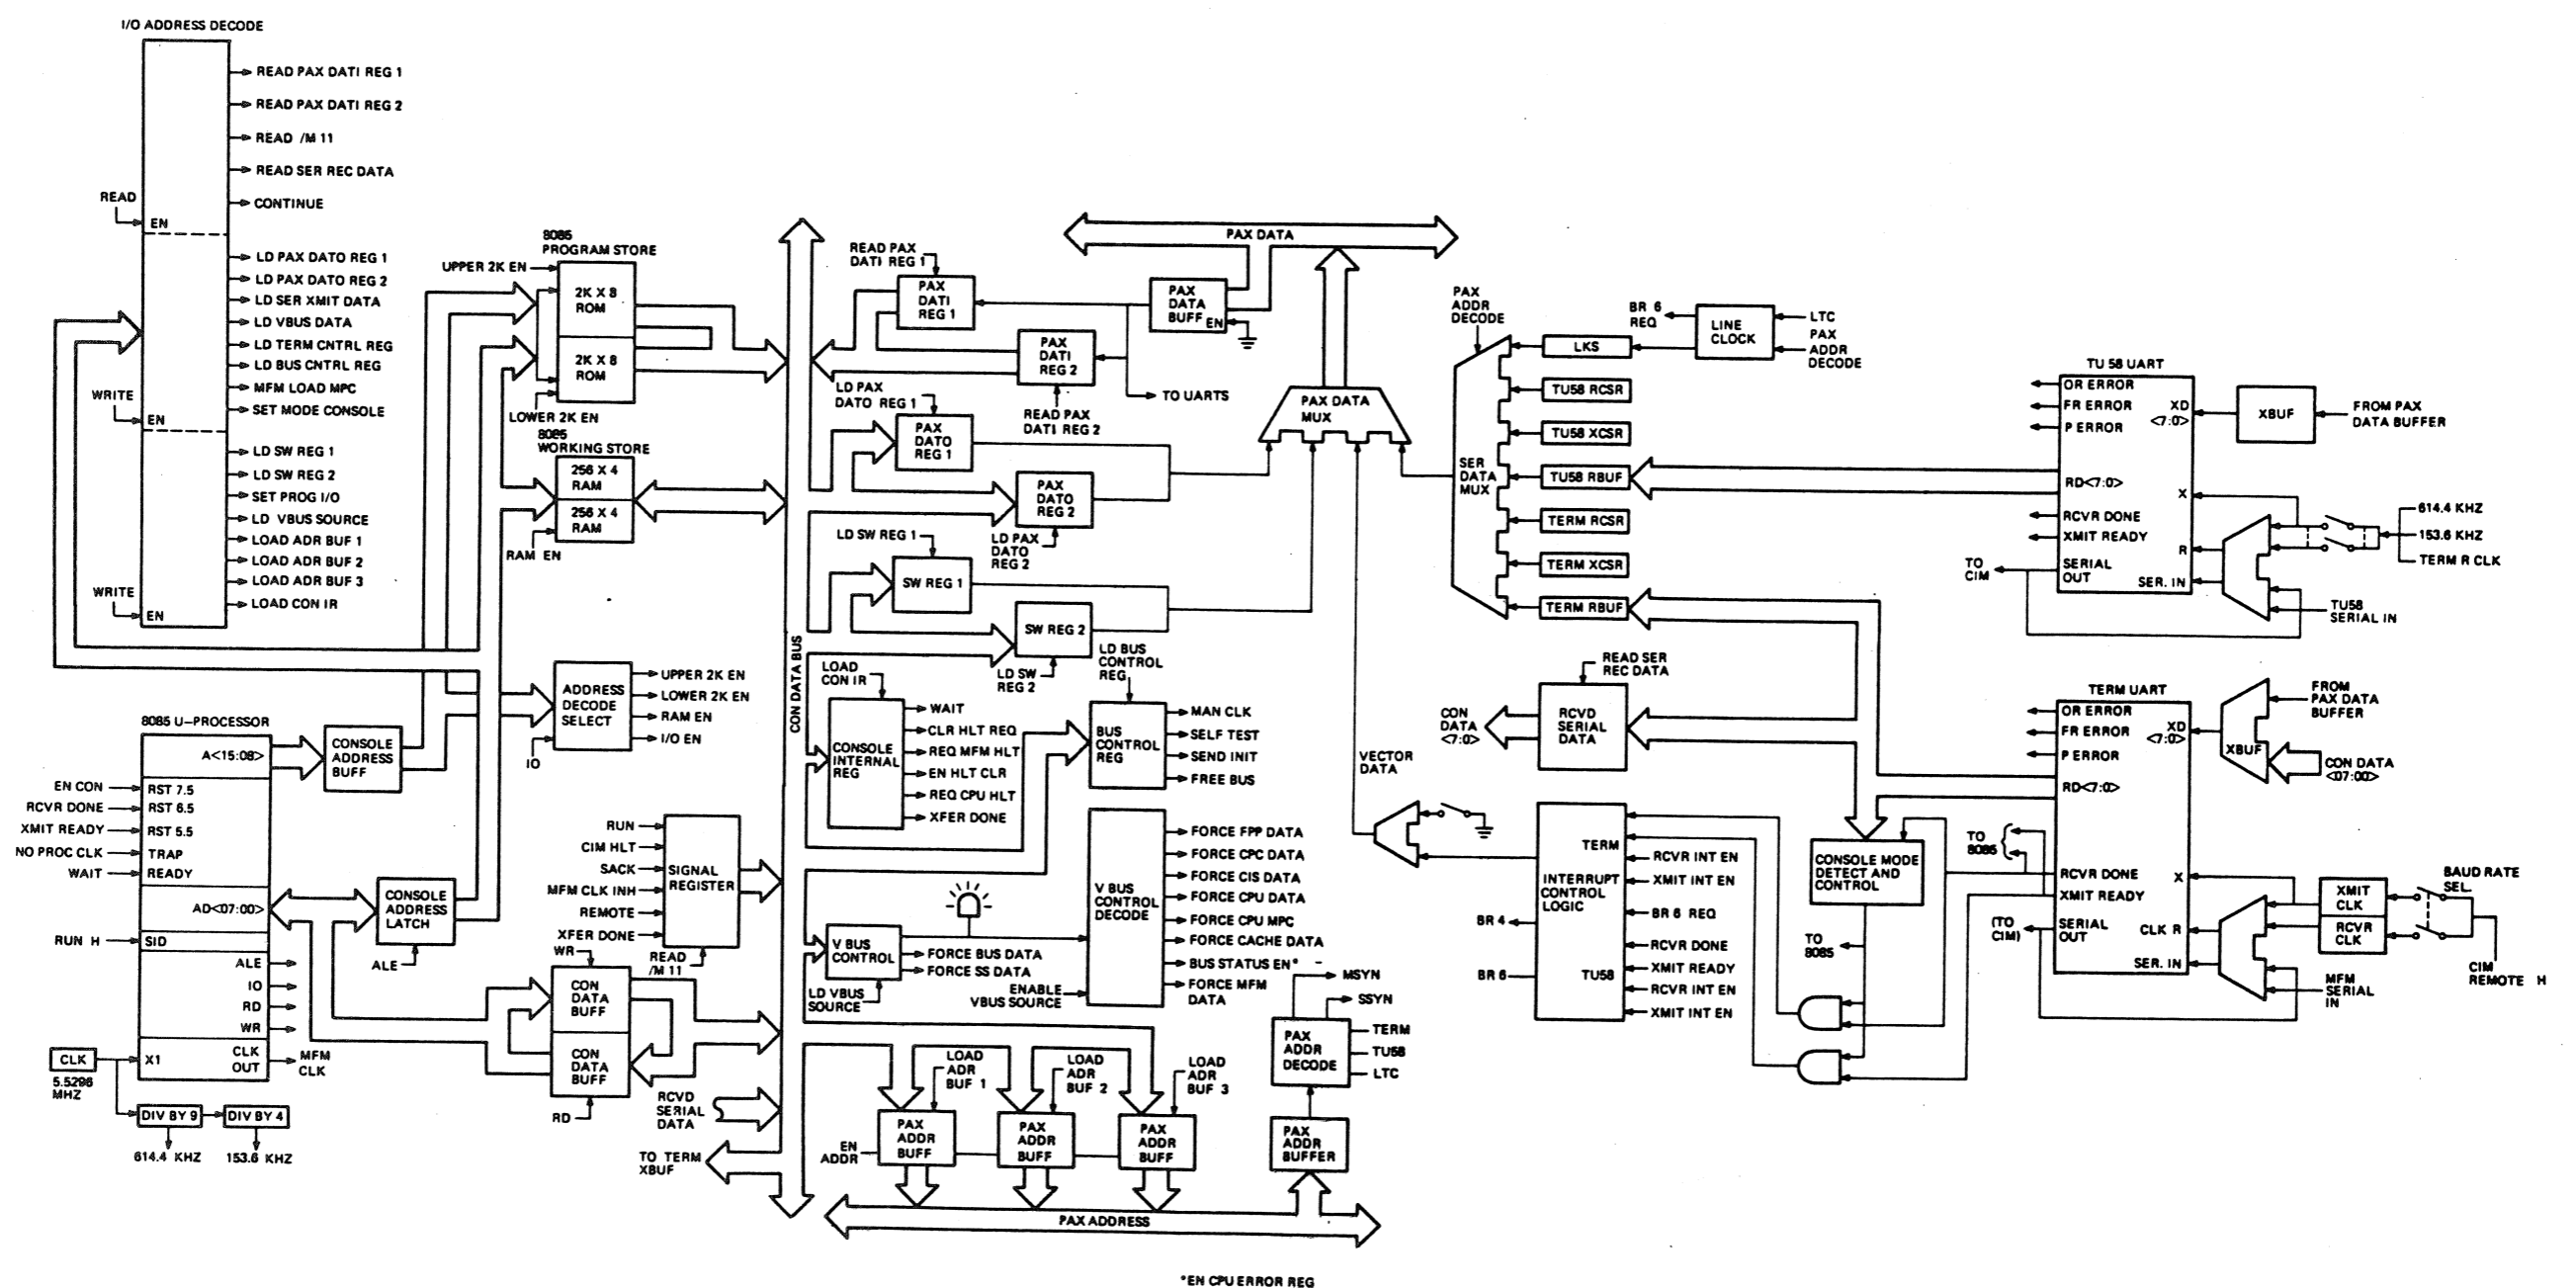 I/O ADDRESS DECODE
READ PAX DATI REG 1
READ PAX DATI REG 2
READ /M 11
READ SER REC DATA
CONTINUE
READ
EN
LD PAX DATO REG 1
LD PAX DATO REG 2
LD SER XMIT DATA
LD VBUS DATA
LD TERM CNTRL REG
LD BUS CNTRL REG
MFM LOAD MPC
SET MODE CONSOLE
WRITE
EN
LD SW REG 1
LD SW REG 2
SET PROG I/O
LD VBUS SOURCE
LOAD ADR BUF 1
LOAD ADR BUF 2
LOAD ADR BUF 3
LOAD CON IR
WRITE
EN
8085 U-PROCESSOR
A<15:08>
EN CON
RST 7.5
RCVR DONE
RST 6.5
XMIT READY
RST 5.5
NO PROC CLK
TRAP
WAIT
READY
AD<07:00>
RUN H
SID
ALE
IO
RD
WR
CLK
X1
CLK
OUT
MFM
CLK
5.5296
MHZ
DIV BY 9
DIV BY 4
614.4 KHZ
153.6 KHZ
CONSOLE
ADDRESS
BUFF
CONSOLE
ADDRESS
LATCH
ALE
8085
PROGRAM STORE
UPPER 2K EN
2K X 8
ROM
2K X 8
ROM
LOWER 2K EN
8085
WORKING STORE
256 X 4
RAM
256 X 4
RAM
RAM EN
ADDRESS
DECODE
SELECT
IO
UPPER 2K EN
LOWER 2K EN
RAM EN
I/O EN
RUN
CIM HLT
SACK
MFM CLK INH
REMOTE
XFER DONE
SIGNAL
REGISTER
READ
/M 11
WR
CON
DATA
BUFF
CON
DATA
BUFF
RD
RCVD
SERIAL
DATA
TO TERM
XBUF
CON DATA BUS
READ PAX
DATI REG 1
PAX
DATI
REG 1
PAX
DATI
REG 2
READ PAX
DATI REG 2
PAX
DATA
BUFF
EN
TO UARTS
PAX DATA
LD PAX
DATO REG 1
PAX
DATO
REG 1
PAX
DATO
REG 2
LD PAX
DATO
REG 2
LD SW REG 1
SW REG 1
SW REG 2
LD SW
REG 2
LOAD
CON IR
CONSOLE
INTERNAL
REG
WAIT
CLR HLT REQ
REQ MFM HLT
EN HLT CLR
REQ CPU HLT
XFER DONE
LD BUS
CONTROL
REG
BUS
CONTROL
REG
MAN CLK
SELF TEST
SEND INIT
FREE BUS
V BUS
CONTROL
DECODE
FORCE FPP DATA
FORCE CPC DATA
FORCE CIS DATA
FORCE CPU DATA
FORCE CPU MPC
FORCE CACHE DATA
BUS STATUS EN*
FORCE MFM
DATA
V BUS
CONTROL
FORCE BUS DATA
FORCE SS DATA
LD VBUS
SOURCE
ENABLE
VBUS SOURCE
LOAD
ADR
BUF 1
LOAD
ADR
BUF 2
LOAD
ADR
BUF 3
EN
ADDR
PAX
ADDR
BUFF
PAX
ADDR
BUFF
PAX
ADDR
BUFF
PAX ADDRESS
MSYN
SSYN
PAX
ADDR
DECODE
TERM
TU58
LTC
PAX
ADDR
BUFFER
PAX DATA
MUX
VECTOR
DATA
PAX
ADDR
DECODE
SER
DATA
MUX
LKS
TU58 RCSR
TU58 XCSR
TU58 RBUF
TERM RCSR
TERM XCSR
TERM RBUF
BR 6
REQ
LINE
CLOCK
LTC
PAX
ADDR
DECODE
READ SER
REC DATA
CON
DATA
<7:0>
RCVD
SERIAL
DATA
INTERRUPT
CONTROL
LOGIC
TERM
TU58
BR 4
BR 6
RCVR INT EN
XMIT INT EN
BR 6 REQ
RCVR DONE
XMIT READY
RCVR INT EN
XMIT INT EN
CONSOLE MODE
DETECT AND
CONTROL
TO
8085
TO
8085
TU 58 UART
OR ERROR
FR ERROR
P ERROR
XD
<7:0>
RD<7:0>
X
RCVR DONE
XMIT READY
R
SERIAL
OUT
SER. IN
TO
CIM
XBUF
FROM PAX
DATA BUFFER
614.4 KHZ
153.6 KHZ
TERM R CLK
TU58
SERIAL IN
TERM UART
OR ERROR
FR ERROR
P ERROR
XD
<7:0>
RD<7:0>
RCVR DONE
X
XMIT READY
SERIAL
OUT
CLK R
SER. IN
(TO
CIM)
XBUF
FROM
PAX DATA
BUFFER
CON DATA
<07:00>
XMIT
CLK
RCVR
CLK
BAUD RATE
SEL.
CIM
REMOTE H
MFM
SERIAL
IN
*EN CPU ERROR REG